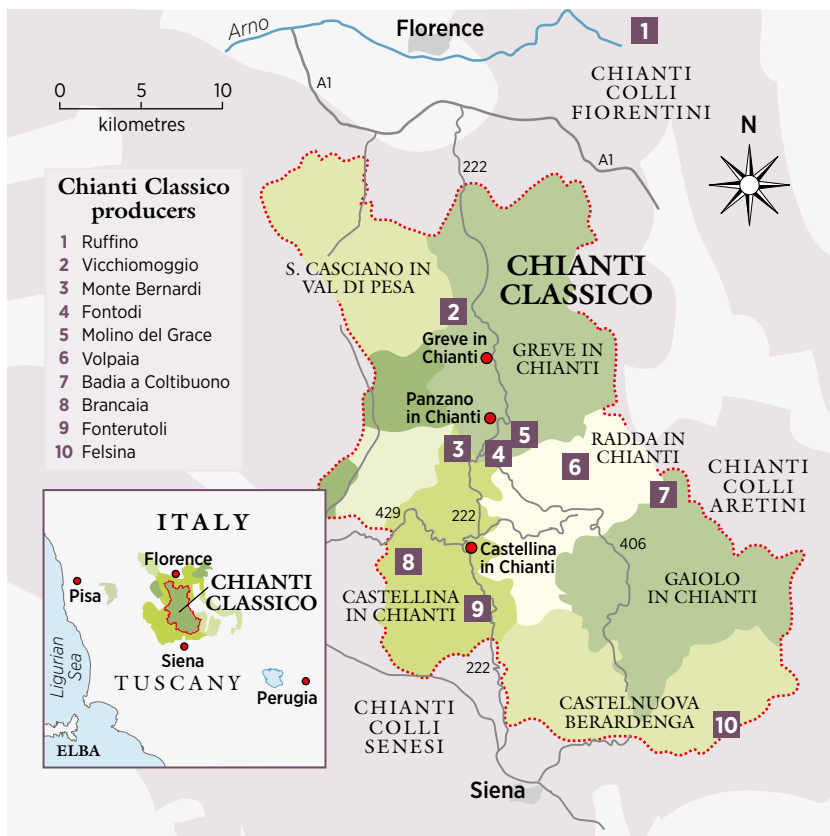 Arno
Florence
1
CHIANTI
COLLI
FIORENTINI
0 5 10
kilometres
A1
222
A1
N
Chianti Classico
producers
1 Ruffino
2 Vicchiomoggio
3 Monte Bernardi
4 Fontodi
5 Molino del Grace
6 Volpaia
7 Badia a Coltibuono
8 Brancaia
9 Fonterutoli
10 Felsina
S. CASCIANO IN
VAL DI PESA
CHIANTI
CLASSICO
2
Greve in
Chianti
GREVE IN
CHIANTI
Panzano
in Chianti
3
4
5
6
RADDA IN
CHIANTI
7
CHIANTI
COLLI
ARETINI
429
222
406
Castellina
in Chianti
8
CASTELLINA
IN CHIANTI
9
GAIOLO
IN CHIANTI
222
CASTELNUOVA
BERARDENGA
10
CHIANTI
COLLI
SENESI
Siena
ITALY
Florence
CHIANTI
CLASSICO
Pisa
Siena
TUSCANY
Perugia
Ligurian
Sea
ELBA